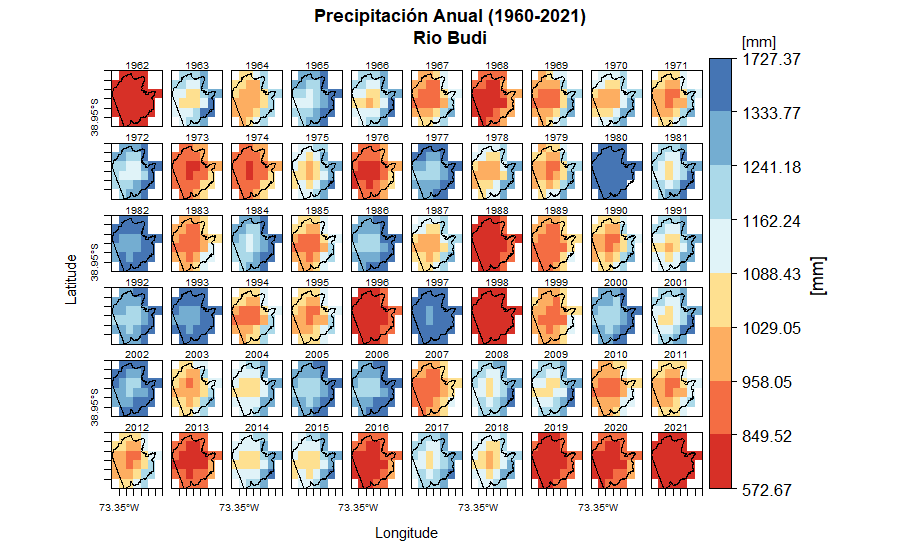 Precipitación Anual (1960-2021)
Rio Budi
[mm]
1962 1963 1964 1965 1966 1967 1968 1969 1970 1971
1972 1973 1974 1975 1976 1977 1978 1979 1980 1981
1982 1983 1984 1985 1986 1987 1988 1989 1990 1991
1992 1993 1994 1995 1996 1997 1998 1999 2000 2001
2002 2003 2004 2005 2006 2007 2008 2009 2010 2011
2012 2013 2014 2015 2016 2017 2018 2019 2020 2021
38.95°S
38.95°S
38.95°S
Latitude
73.35°W 73.35°W 73.35°W 73.35°W 73.35°W
Longitude
1727.37
1333.77
1241.18
1162.24
1088.43
1029.05
958.05
849.52
572.67
[mm]